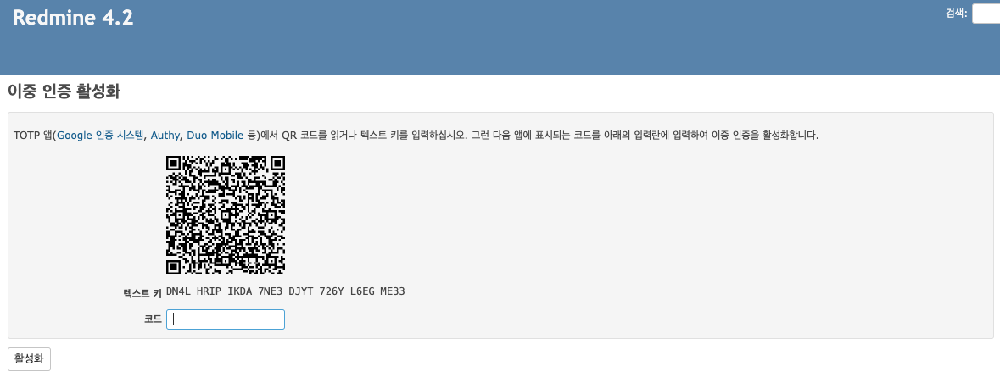 Redmine 4.2
검색:
이중 인증 활성화
TOTP 앱(Google 인증 시스템, Authy, Duo Mobile 등)에서 QR 코드를 읽거나 텍스트 키를 입력하십시오. 그런 다음 앱에 표시되는 코드를 아래의 입력란에 입력하여 이중 인증을 활성화합니다.
텍스트 키 DN4L HRIP IKDA 7NE3 DJYT 726Y L6EG ME33
코드
활성화